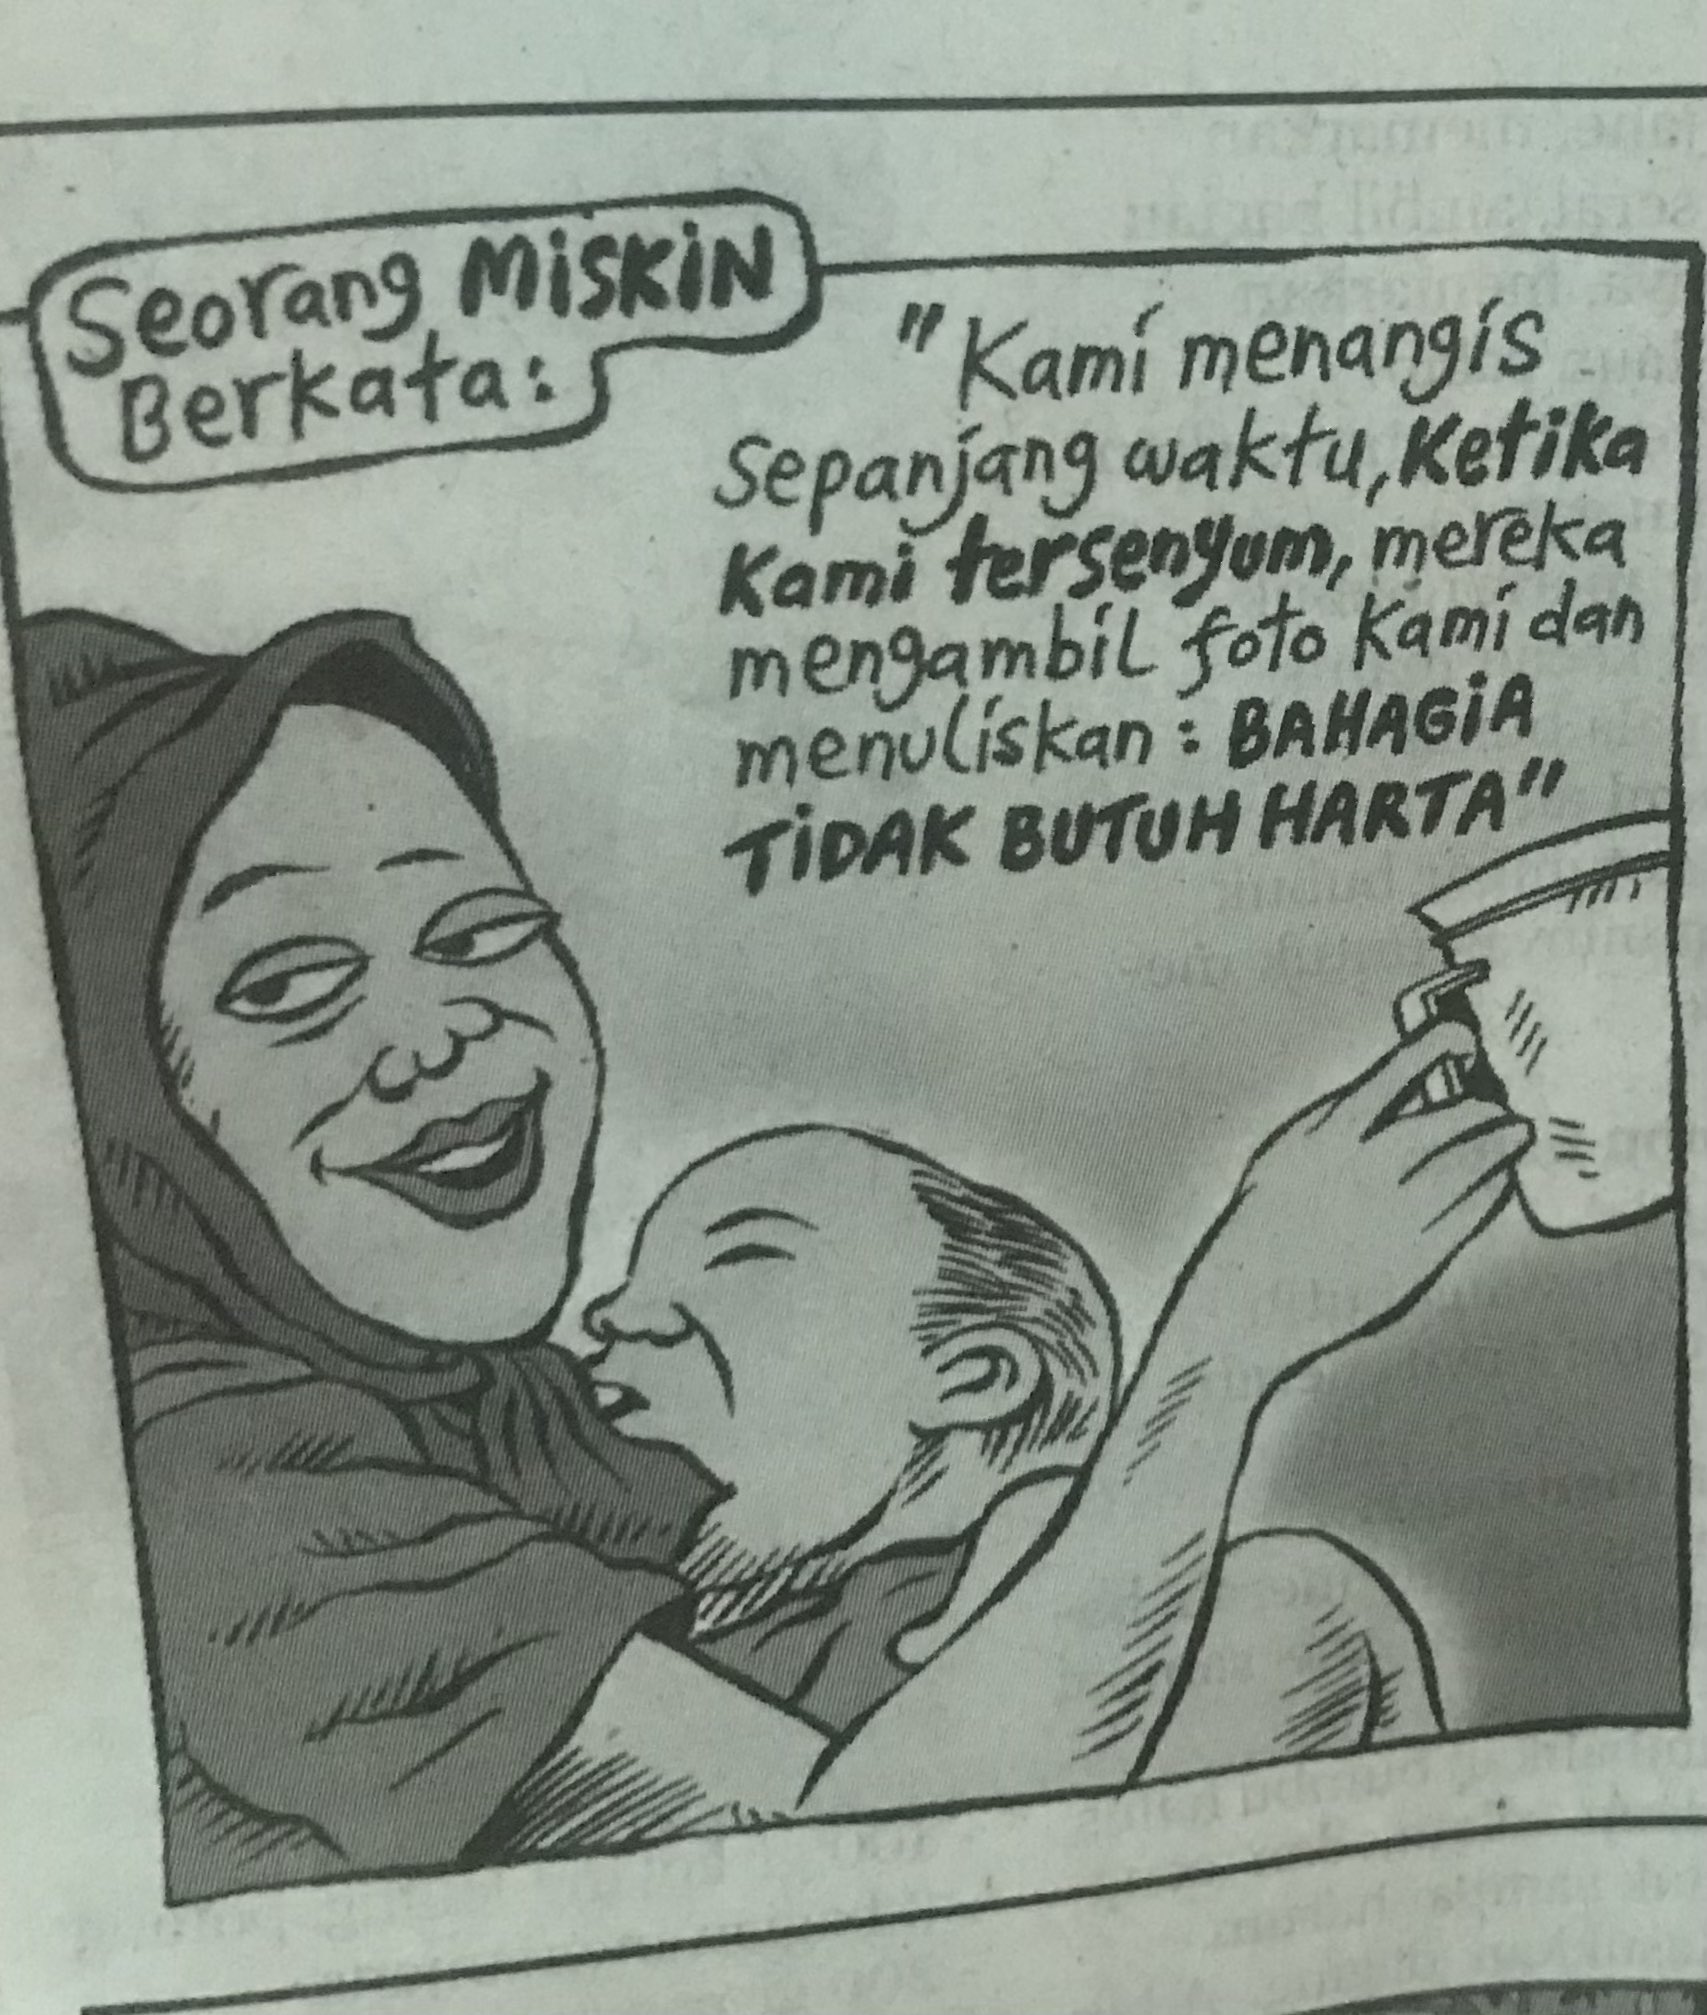 Seorang MiSKiN
Berkata:
"Kami menangis
Sepanjang waktu, Ketika
Kami tersenyum, mereka
mengambil foto Kami dan
menuliskan: BAHAGiA
TiDAK BUTUH HARTA"